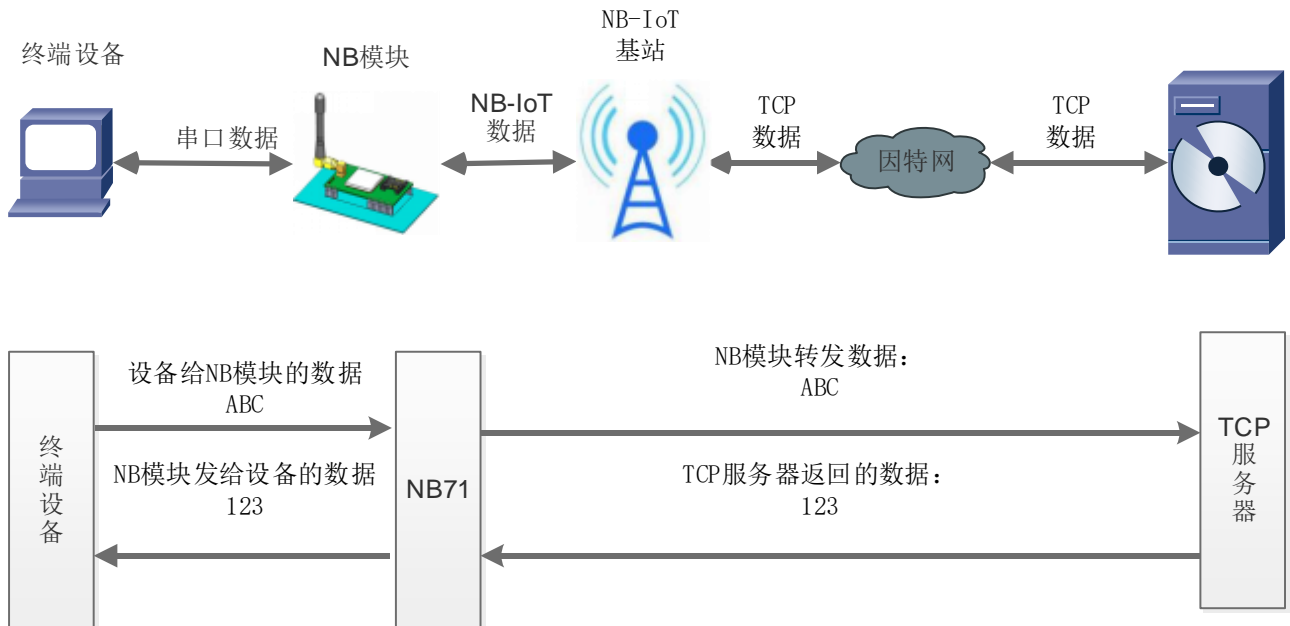 终端设备
NB模块
NB-IoT
基站
串口数据
NB-IoT
数据
TCP
数据
因特网
TCP
数据
设备给NB模块的数据
ABC
NB模块转发数据：
ABC
终端设备
NB模块发给设备的数据
123
NB71
TCP服务器返回的数据：
123
TCP
服务器